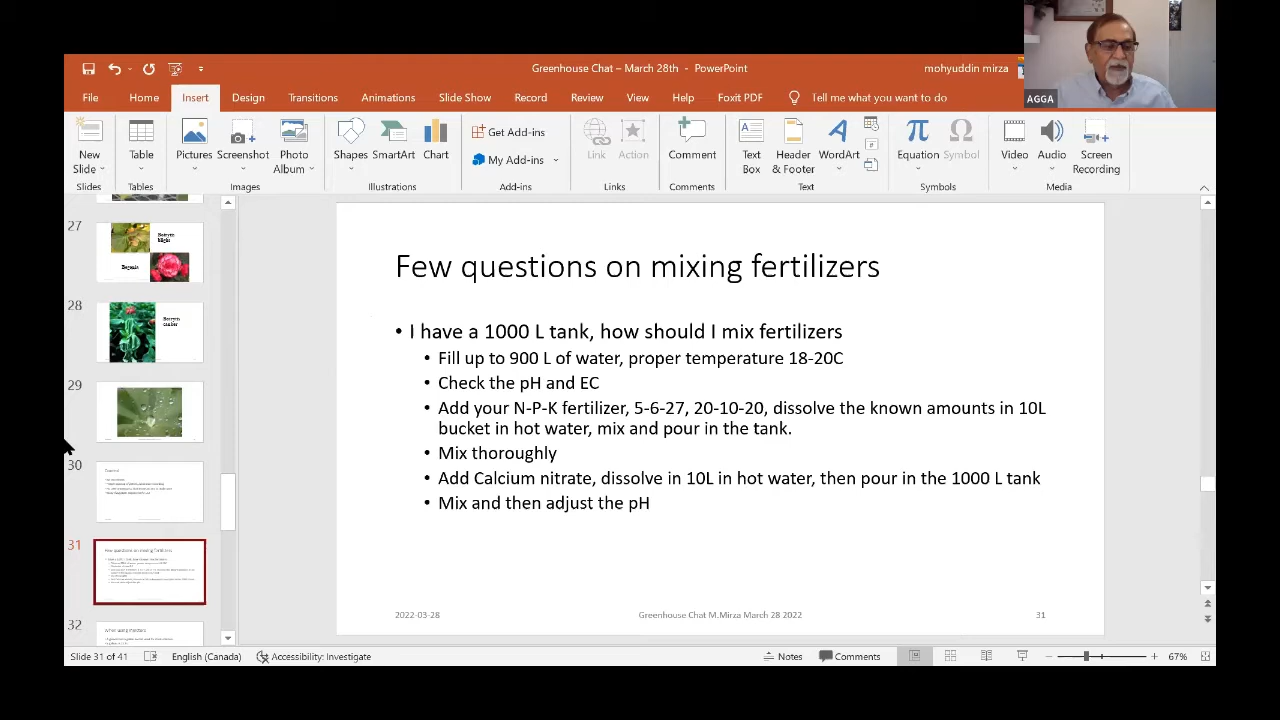 Greenhouse Chat – March 28th - PowerPoint
mohyuddin mirza
AGGA
File Home Insert Design Transitions Animations Slide Show Record Review View Help Foxit PDF Tell me what you want to do
New Slide
Table
Pictures
Screenshot
Photo Album
Shapes
SmartArt
Chart
Get Add-ins
My Add-ins
Link
Action
Comment
Text Box
Header & Footer
WordArt
Equation
Symbol
Video
Audio
Screen Recording
Slides Tables Images Illustrations Add-ins Links Comments Text Symbols Media
27
Begonia
28
29
30
31
Few questions on mixing fertilizers
32
Few questions on mixing fertilizers
• I have a 1000 L tank, how should I mix fertilizers
• Fill up to 900 L of water, proper temperature 18-20C
• Check the pH and EC
• Add your N-P-K fertilizer, 5-6-27, 20-10-20, dissolve the known amounts in 10L
bucket in hot water, mix and pour in the tank.
• Mix thoroughly
• Add Calcium nitrate, dissolve in 10L in hot water, then pour in the 1000 L tank
• Mix and then adjust the pH
2022-03-28
Greenhouse Chat M.Mirza March 28 2022
31
Slide 31 of 41 English (Canada) Accessibility: Investigate Notes Comments 67%